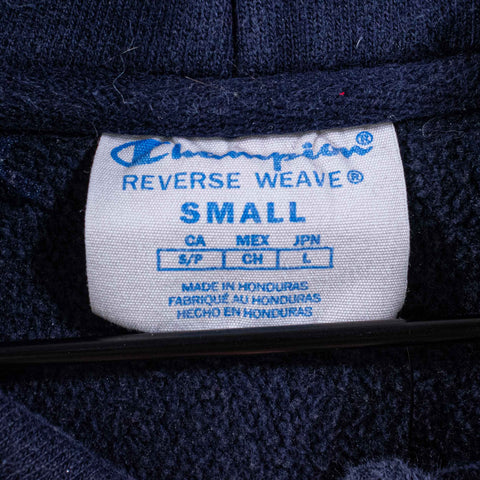 Champion®
REVERSE WEAVE®
SMALL
CA MEX JPN
S/P CH L
MADE IN HONDURAS
FABRIQUÉ AU HONDURAS
HECHO EN HONDURAS